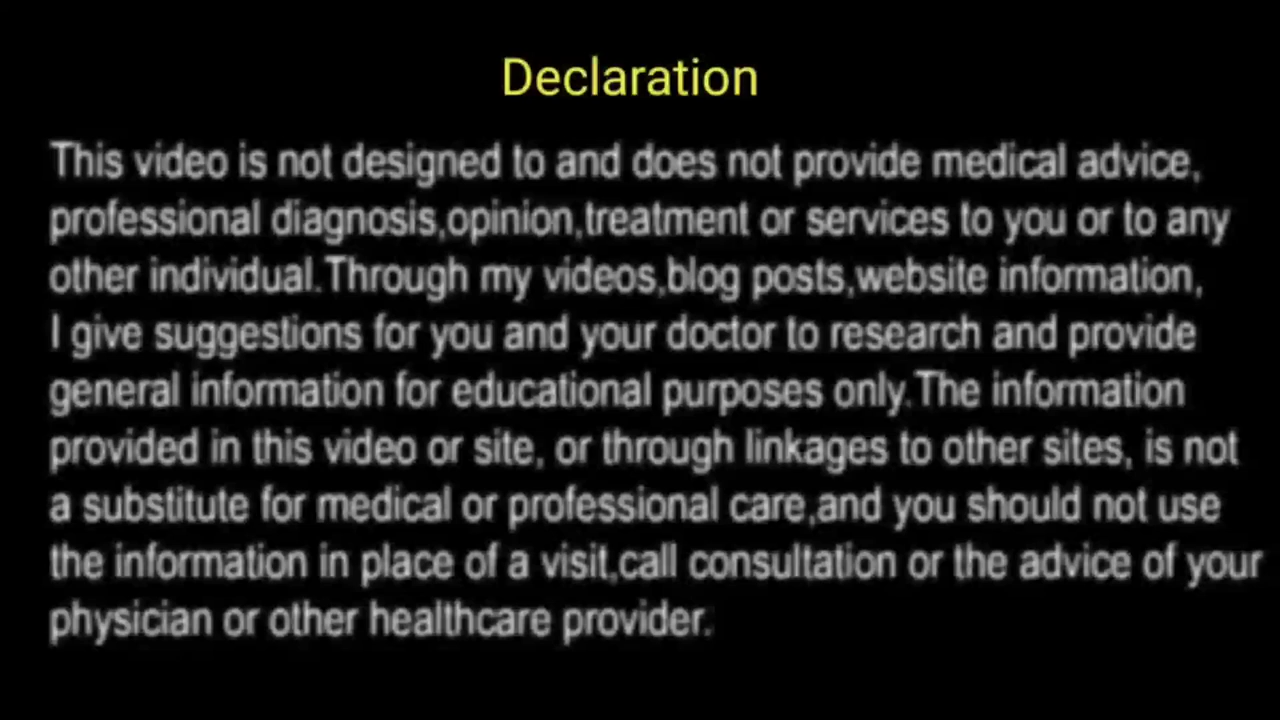 Declaration
This video is not designed to and does not provide medical advice,
professional diagnosis,opinion,treatment or services to you or to any
other individual.Through my videos,blog posts,website information,
I give suggestions for you and your doctor to research and provide
general information for educational purposes only.The information
provided in this video or site, or through linkages to other sites, is not
a substitute for medical or professional care,and you should not use
the information in place of a visit,call consultation or the advice of your
physician or other healthcare provider.